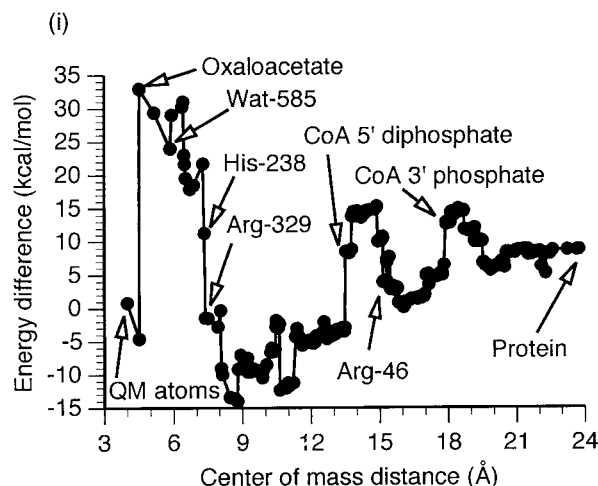 (i)
Energy difference (kcal/mol)
35
30
25
20
15
10
5
0
-5
-10
-15
Oxaloacetate
Wat-585
CoA 5' diphosphate
His-238
CoA 3' phosphate
Arg-329
Arg-46
Protein
QM atoms
3 6 9 12 15 18 21 24
Center of mass distance (Å)